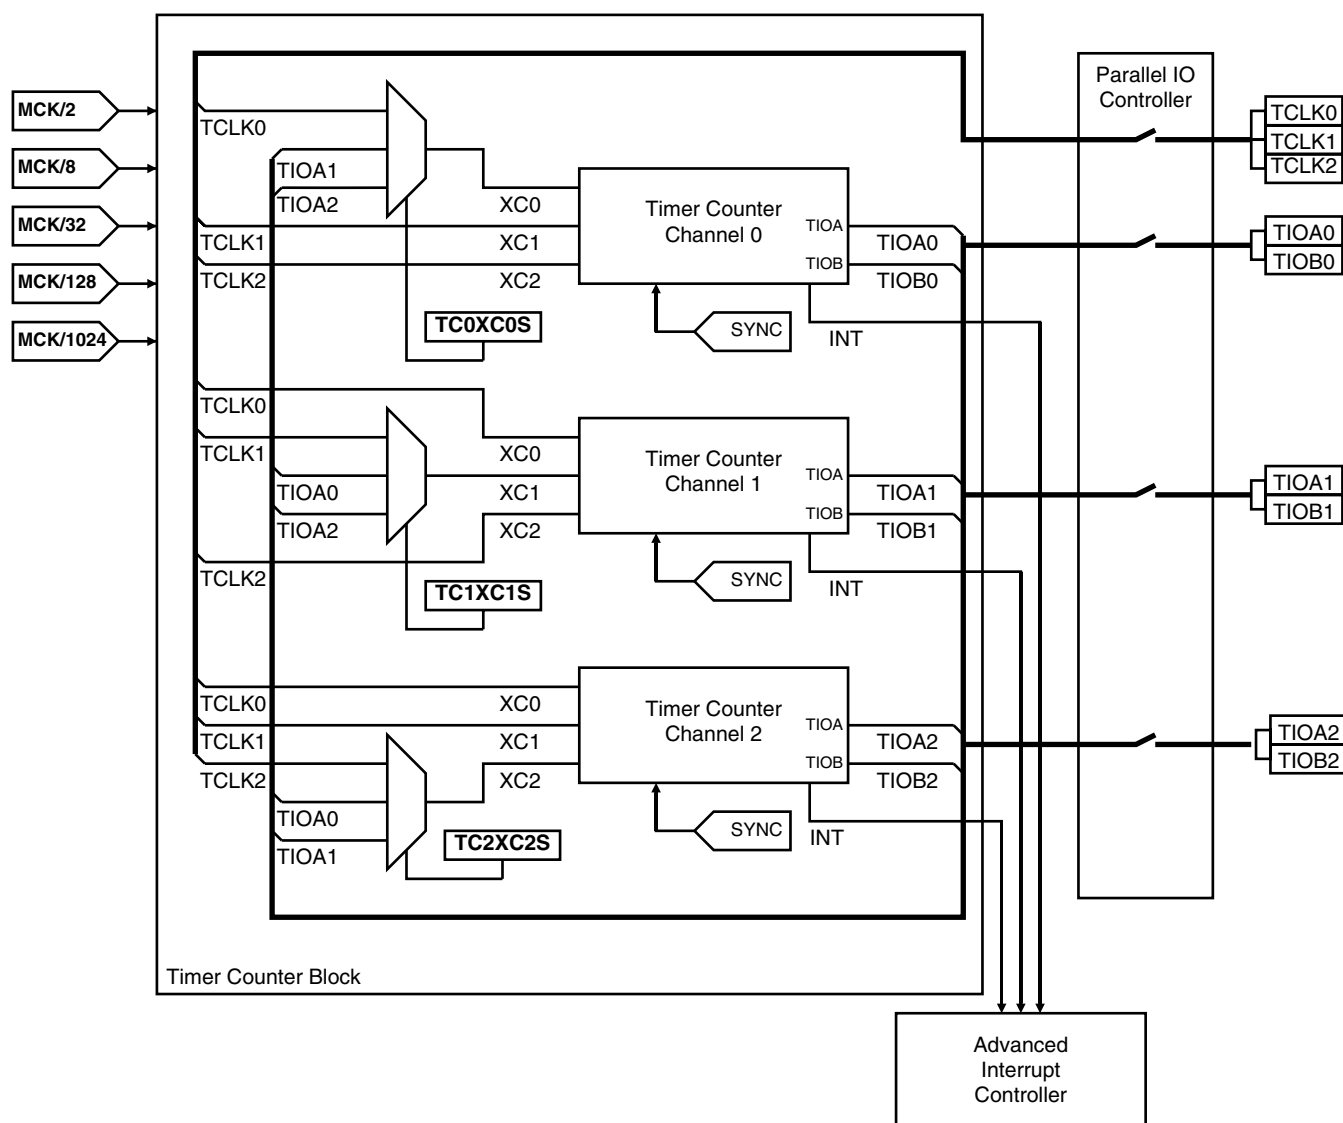 MCK/2
MCK/8
MCK/32
MCK/128
MCK/1024
TCLK0
TIOA1
TIOA2
TCLK1
TCLK2
XC0
XC1
XC2
TC0XC0S
Timer Counter
Channel 0
TIOA
TIOB
TIOA0
TIOB0
SYNC
INT
TCLK0
TCLK1
TIOA0
TIOA2
TCLK2
XC0
XC1
XC2
TC1XC1S
Timer Counter
Channel 1
TIOA
TIOB
TIOA1
TIOB1
SYNC
INT
TCLK0
TCLK1
TCLK2
TIOA0
TIOA1
XC0
XC1
XC2
TC2XC2S
Timer Counter
Channel 2
TIOA
TIOB
TIOA2
TIOB2
SYNC
INT
Timer Counter Block
Parallel IO
Controller
TCLK0
TCLK1
TCLK2
TIOA0
TIOB0
TIOA1
TIOB1
TIOA2
TIOB2
Advanced
Interrupt
Controller